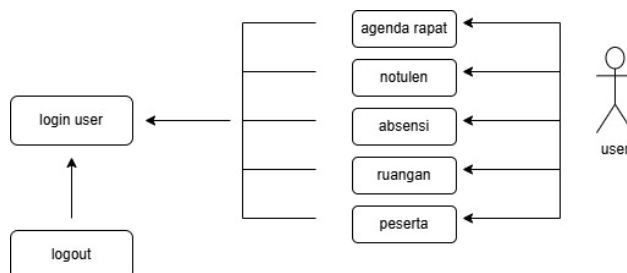 agenda rapat
notulen
login user
absensi
user
ruangan
peserta
logout